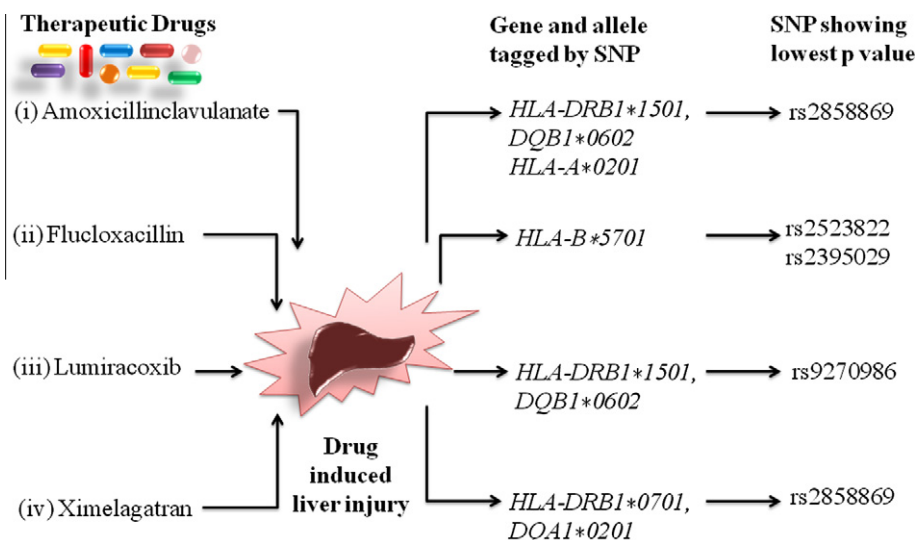 Therapeutic Drugs
Gene and allele
tagged by SNP
SNP showing
lowest p value
(i) Amoxicillinclavulanate
HLA-DRB1*1501,
DQB1*0602
HLA-A*0201
rs2858869
(ii) Flucloxacillin
HLA-B*5701
rs2523822
rs2395029
(iii) Lumiracoxib
HLA-DRB1*1501,
DQB1*0602
rs9270986
Drug
induced
liver injury
(iv) Ximelagatran
HLA-DRB1*0701,
DOA1*0201
rs2858869